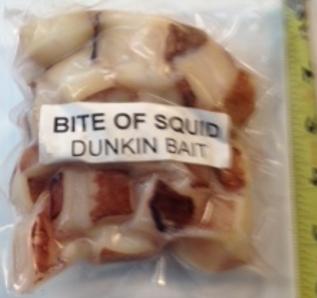 BITE OF SQUID
DUNKIN BAIT